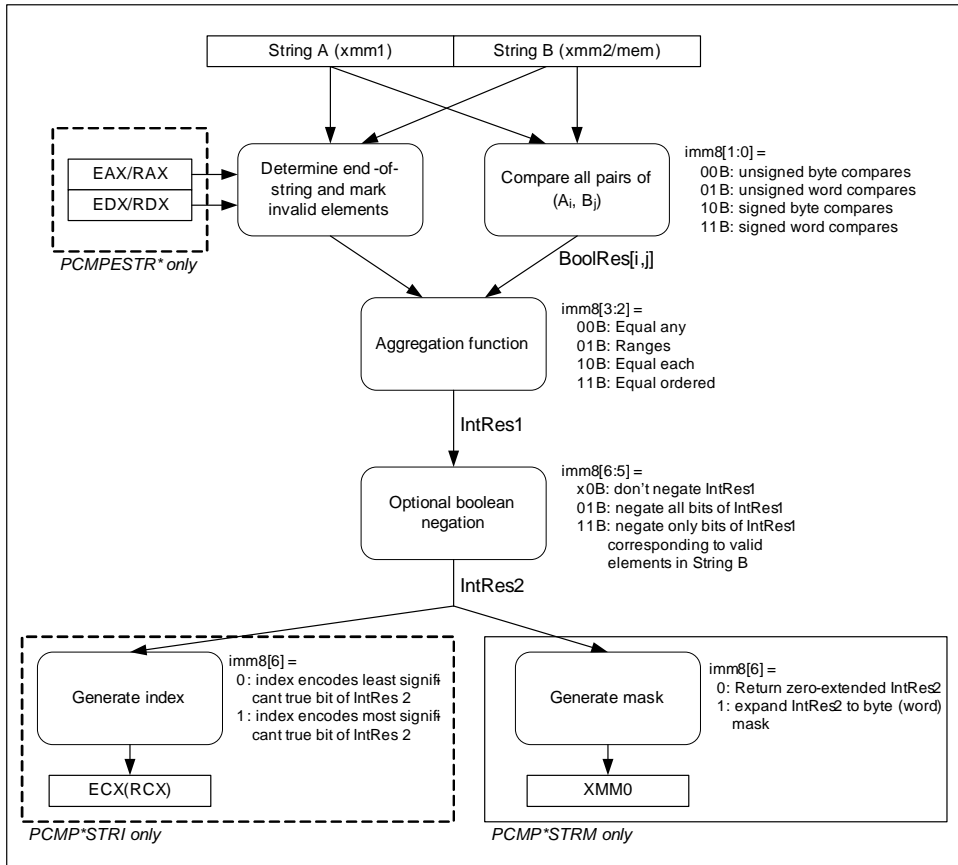 String A (xmm1)
String B (xmm2/mem)
EAX/RAX
EDX/RDX
PCMPESTR* only
Determine end -of-
string and mark
invalid elements
Compare all pairs of
(Ai, Bj)
imm8[1:0] =
00B: unsigned byte compares
01B: unsigned word compares
10B: signed byte compares
11B: signed word compares
BoolRes[i,j]
Aggregation function
imm8[3:2] =
00B: Equal any
01B: Ranges
10B: Equal each
11B: Equal ordered
IntRes1
Optional boolean
negation
imm8[6:5] =
x0B: don't negate IntRes1
01B: negate all bits of IntRes1
11B: negate only bits of IntRes1
corresponding to valid
elements in String B
IntRes2
Generate index
imm8[6] =
0: index encodes least signifi-
cant true bit of IntRes 2
1: index encodes most signifi-
cant true bit of IntRes 2
ECX(RCX)
PCMP*STRI only
Generate mask
imm8[6] =
0: Return zero-extended IntRes2
1: expand IntRes2 to byte (word)
mask
XMM0
PCMP*STRM only